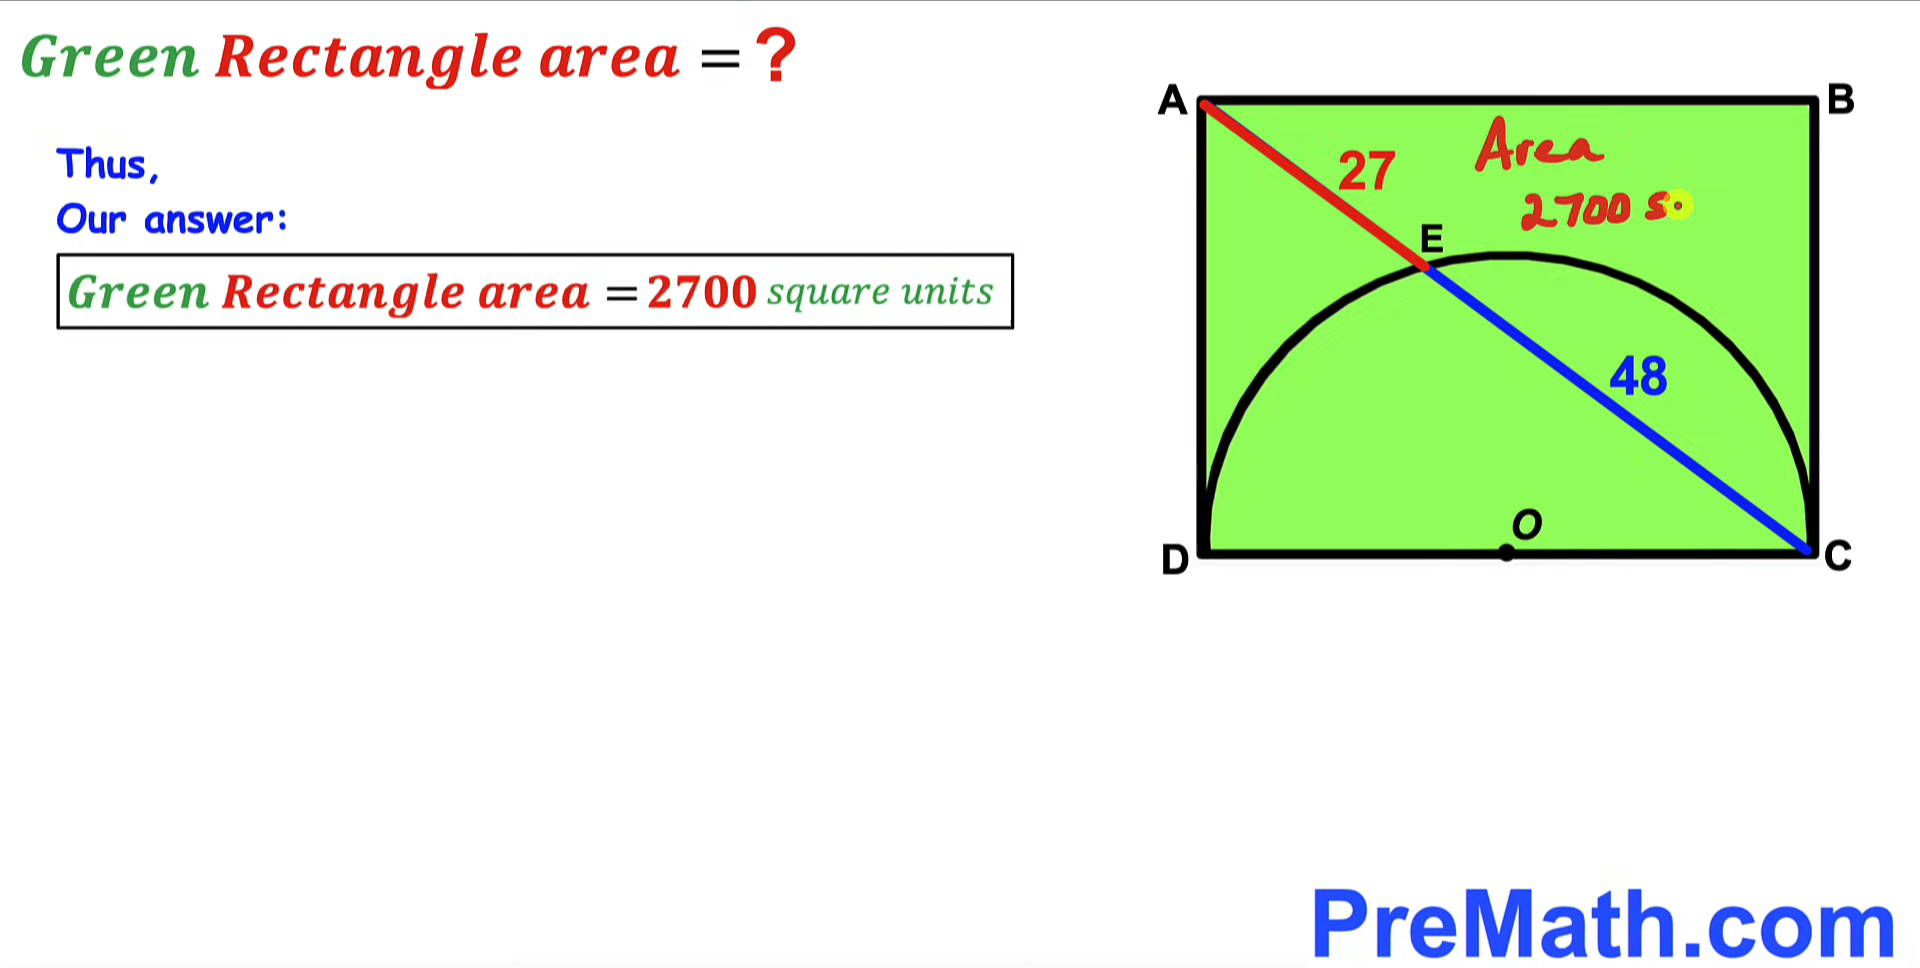 Green Rectangle area = ?
Thus,
Our answer:
Green Rectangle area = 2700 square units
A
B
27
Area
2700 s
E
48
O
D
C
PreMath.com